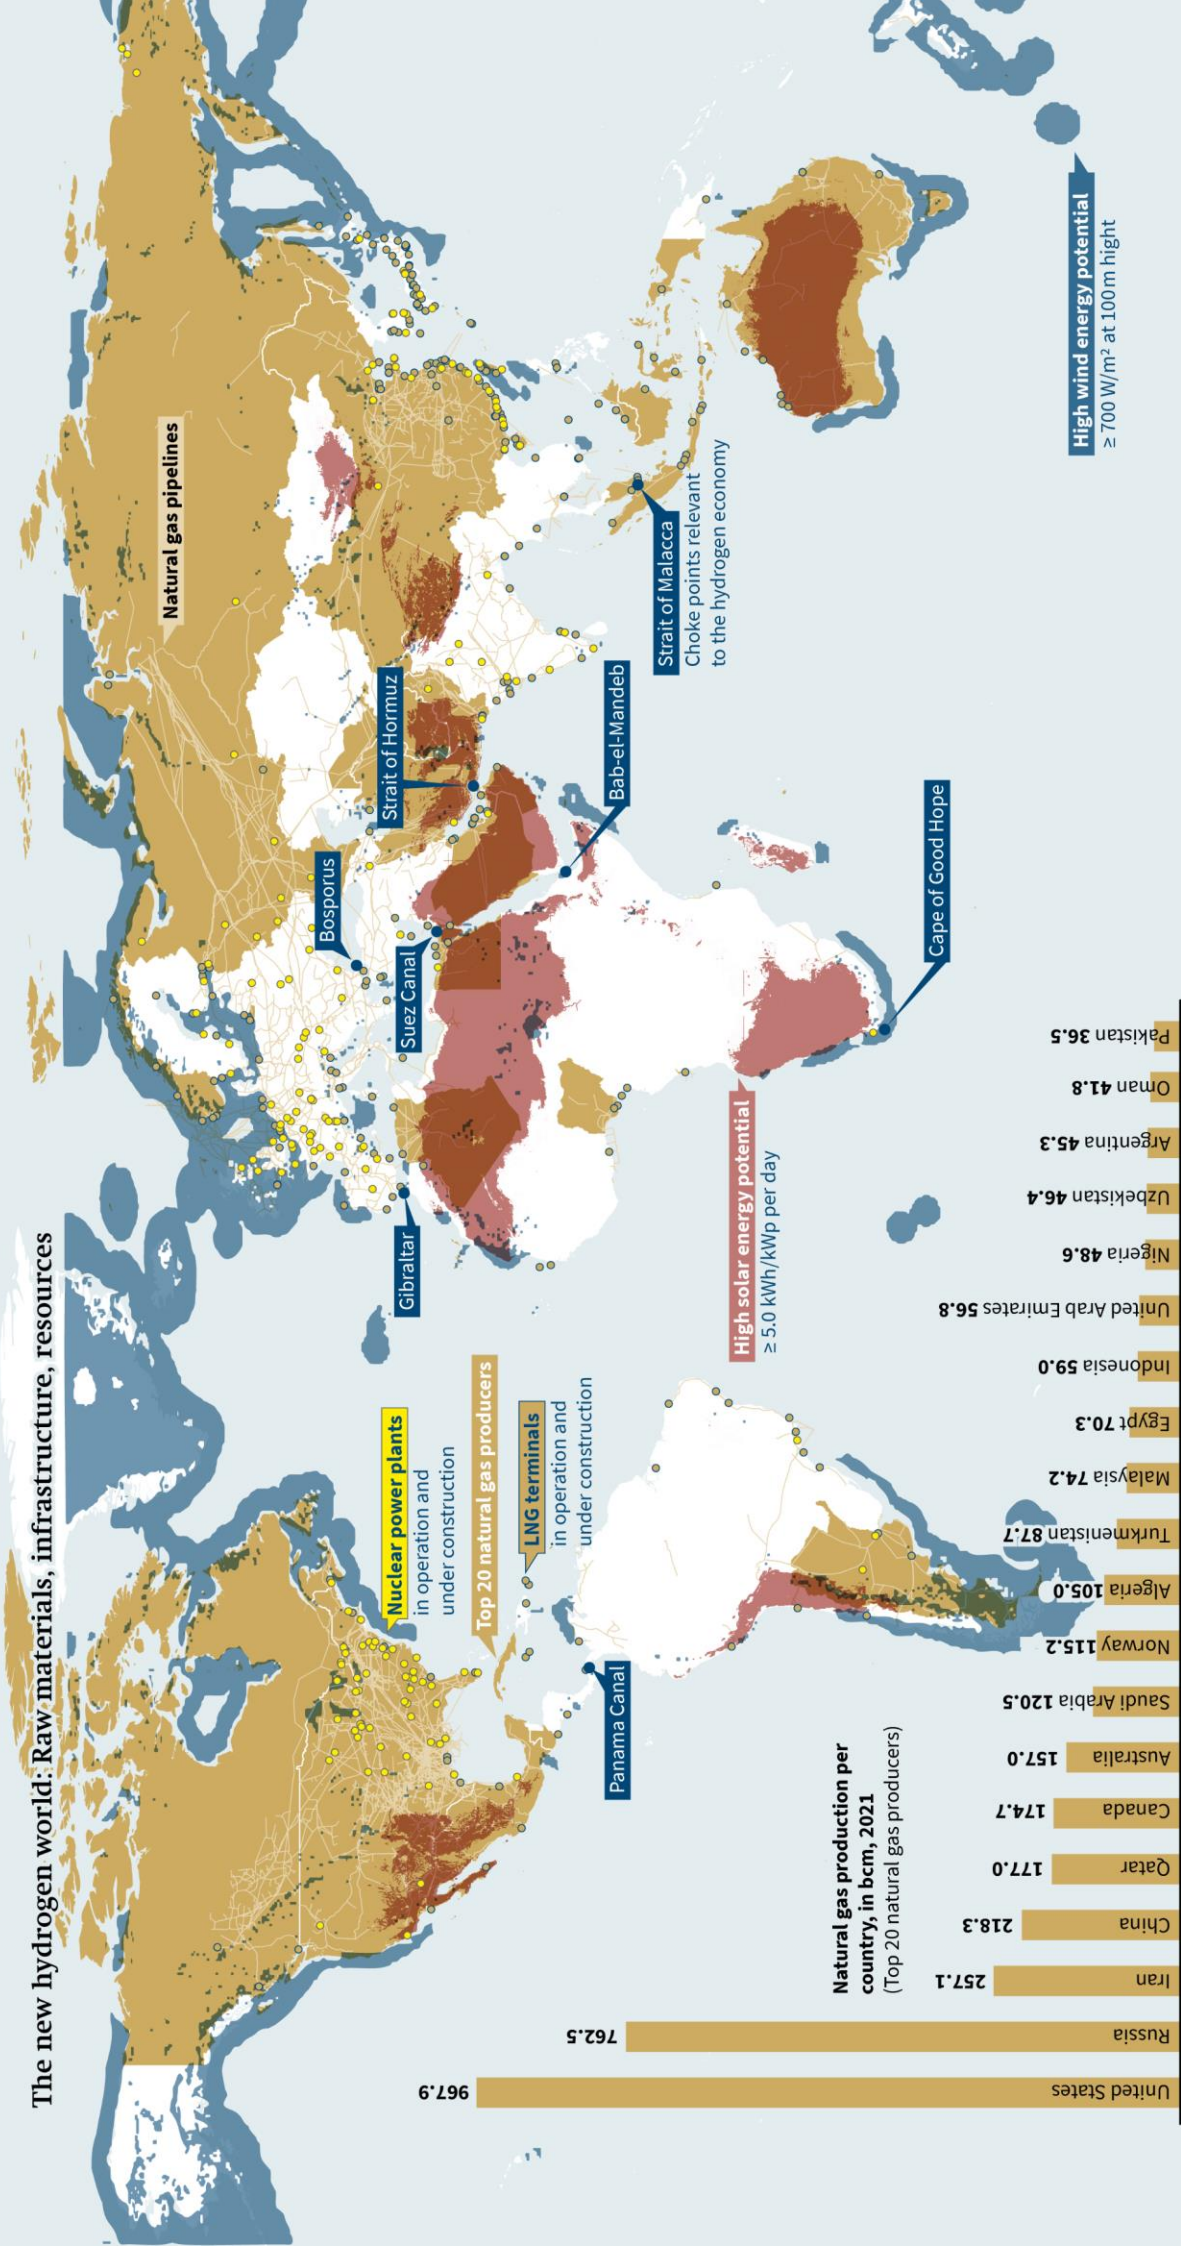 The new hydrogen world: Raw materials, infrastructure, resources
Natural gas pipelines
Bosporus
Strait of Hormuz
Suez Canal
Gibraltar
Nuclear power plants
in operation and
under construction
Top 20 natural gas producers
LNG terminals
in operation and
under construction
Panama Canal
Bab-el-Mandeb
Strait of Malacca
Choke points relevant
to the hydrogen economy
High solar energy potential
≥ 5.0 kWh/kWp per day
Cape of Good Hope
High wind energy potential
≥ 700 W/m² at 100m hight
Natural gas production per
country, in bcm, 2021
(Top 20 natural gas producers)
United States 967.9
Russia 762.5
Iran 257.1
China 218.3
Qatar 177.0
Canada 174.7
Australia 157.0
Saudi Arabia 120.5
Norway 115.2
Algeria 105.0
Turkmenistan 87.7
Malaysia 74.2
Egypt 70.3
Indonesia 59.0
United Arab Emirates 56.8
Nigeria 48.6
Uzbekistan 46.4
Argentina 45.3
Oman 41.8
Pakistan 36.5